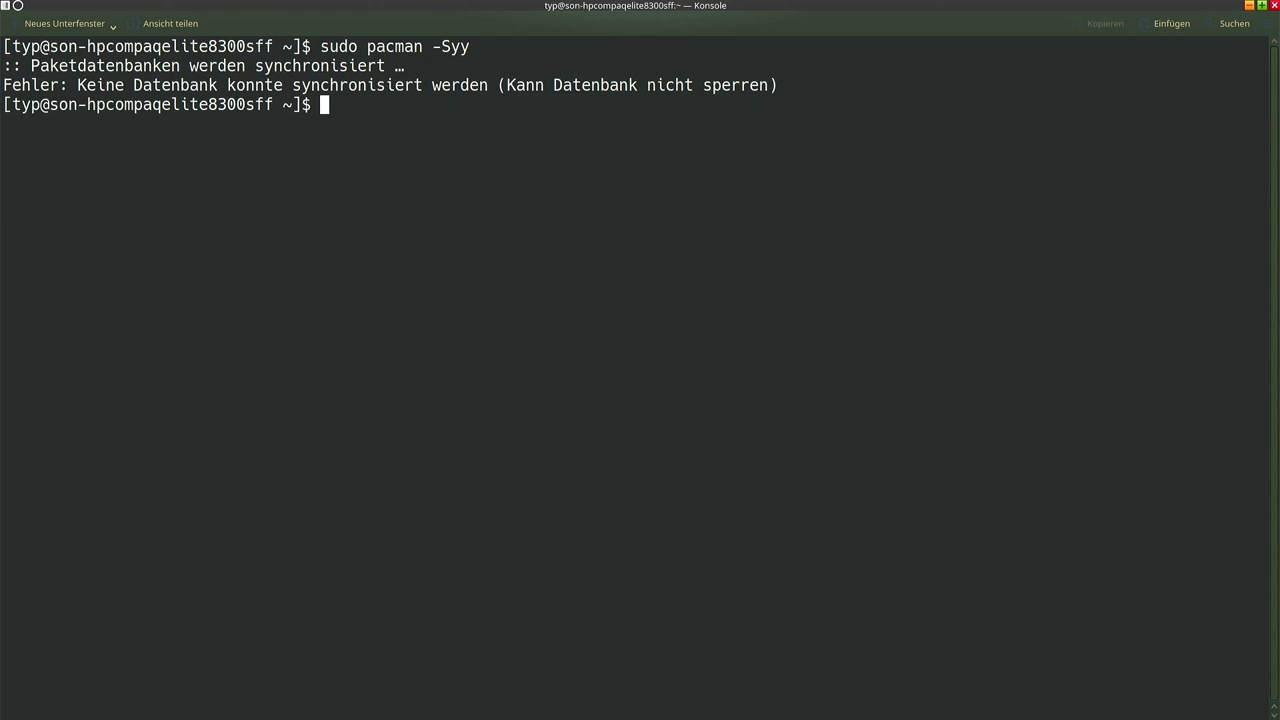 typ@son-hpcompaqelite8300sff:~ — Konsole
Neues Unterfenster Ansicht teilen Kopieren Einfügen Suchen
[typ@son-hpcompaqelite8300sff ~]$ sudo pacman -Syy
:: Paketdatenbanken werden synchronisiert …
Fehler: Keine Datenbank konnte synchronisiert werden (Kann Datenbank nicht sperren)
[typ@son-hpcompaqelite8300sff ~]$